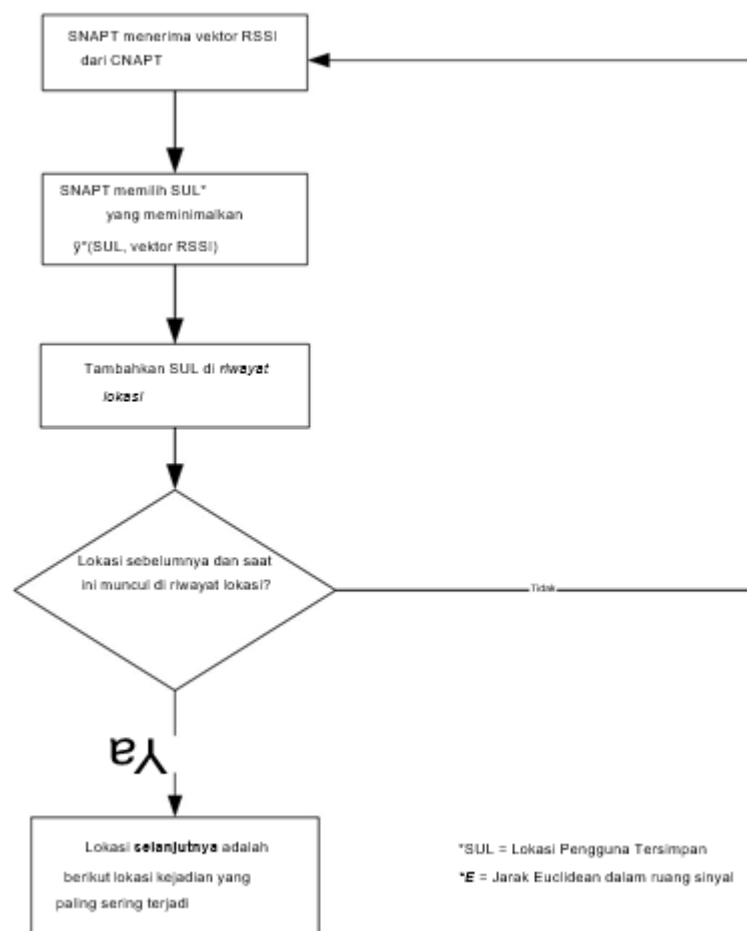 SNAPT menerima vektor RSSI
dari CNAPT
SNAPT memilih SUL*
yang meminimalkan
ÿ*(SUL, vektor RSSI)
Tambahkan SUL di riwayat
lokasi
Lokasi sebelumnya dan saat
ini muncul di riwayat lokasi?
Tidak
Ya
Lokasi selanjutnya adalah
berikut lokasi kejadian yang
paling sering terjadi
*SUL = Lokasi Pengguna Tersimpan
*E = Jarak Euclidean dalam ruang sinyal